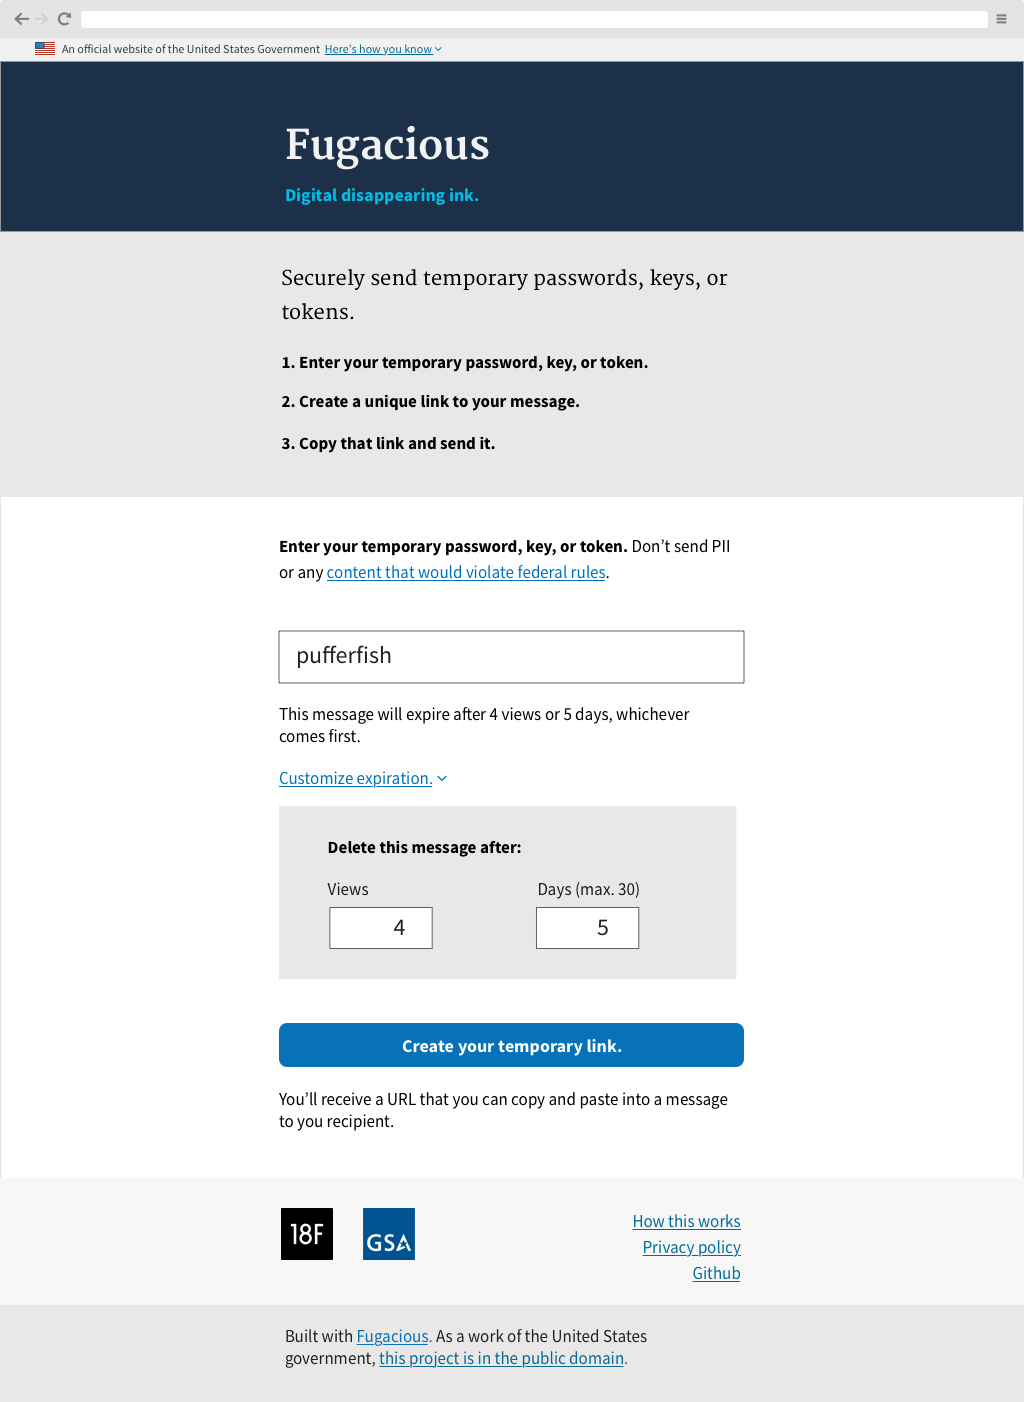 An official website of the United States Government Here's how you know
Fugacious
Digital disappearing ink.
Securely send temporary passwords, keys, or
tokens.
1. Enter your temporary password, key, or token.
2. Create a unique link to your message.
3. Copy that link and send it.
Enter your temporary password, key, or token. Don’t send PII
or any content that would violate federal rules.
pufferfish
This message will expire after 4 views or 5 days, whichever
comes first.
Customize expiration.
Delete this message after:
Views Days (max. 30)
4 5
Create your temporary link.
You’ll receive a URL that you can copy and paste into a message
to you recipient.
18F GSA
How this works
Privacy policy
Github
Built with Fugacious. As a work of the United States
government, this project is in the public domain.